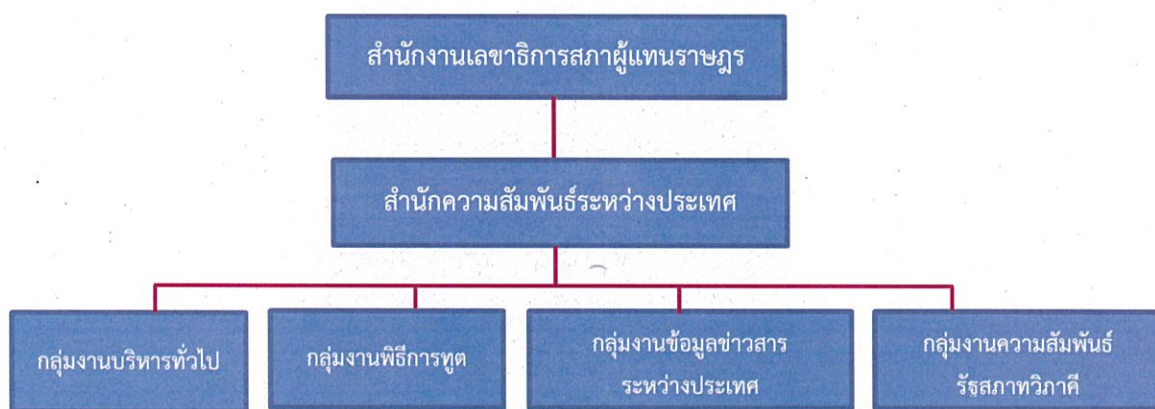 สำนักงานเลขาธิการสภาผู้แทนราษฎร
สำนักความสัมพันธ์ระหว่างประเทศ
กลุ่มงานบริหารทั่วไป
กลุ่มงานพิธีการทูต
กลุ่มงานข้อมูลข่าวสาร
ระหว่างประเทศ
กลุ่มงานความสัมพันธ์
รัฐสภาทวิภาคี